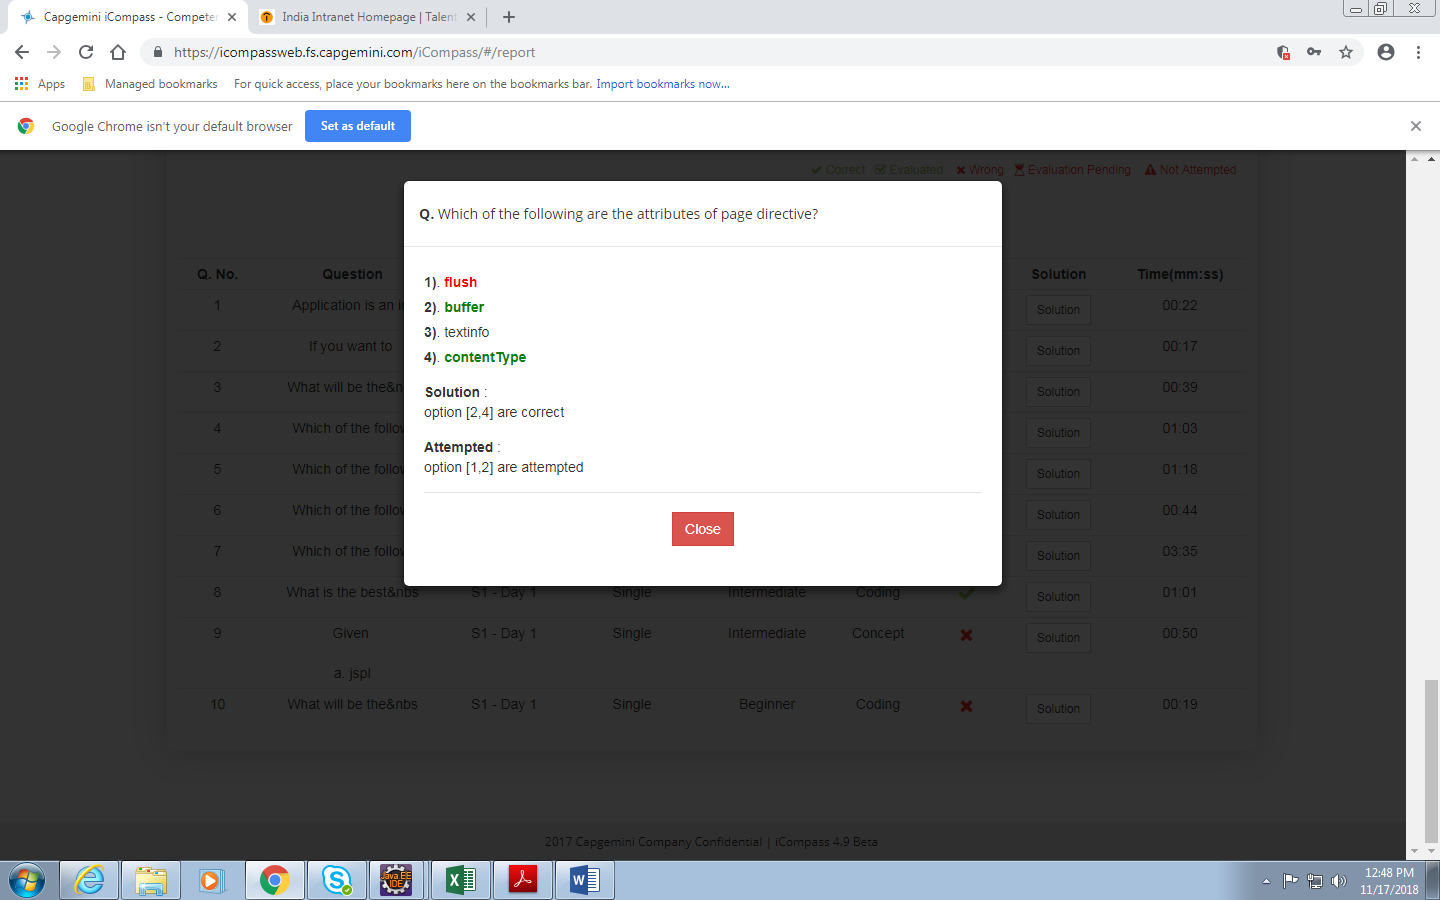 Capgemini iCompass - Competen
India Intranet Homepage | Talent
https://icompassweb.fs.capgemini.com/iCompass/#/report
Apps
Managed bookmarks
For quick access, place your bookmarks here on the bookmarks bar. Import bookmarks now...
Google Chrome isn't your default browser
Set as default
Correct Evaluated Wrong Evaluation Pending Not Attempted
Q. Which of the following are the attributes of page directive?
1). flush
2). buffer
3). textinfo
4). contentType
Solution :
option [2,4] are correct
Attempted :
option [1,2] are attempted
Close
Q. No. Question Solution Time(mm:ss)
1 Application is an i Solution 00:22
2 If you want to Solution 00:17
3 What will be the&n Solution 00:39
4 Which of the follo Solution 01:03
5 Which of the follo Solution 01:18
6 Which of the follo Solution 00:44
7 Which of the follo Solution 03:35
8 What is the best&nbs S1 - Day 1 Single Intermediate Coding Solution 01:01
9 Given S1 - Day 1 Single Intermediate Concept Solution 00:50
a. jspl
10 What will be the&nbs S1 - Day 1 Single Beginner Coding Solution 00:19
2017 Capgemini Company Confidential | iCompass 4.9 Beta
Java EE
IDE
12:48 PM
11/17/2018